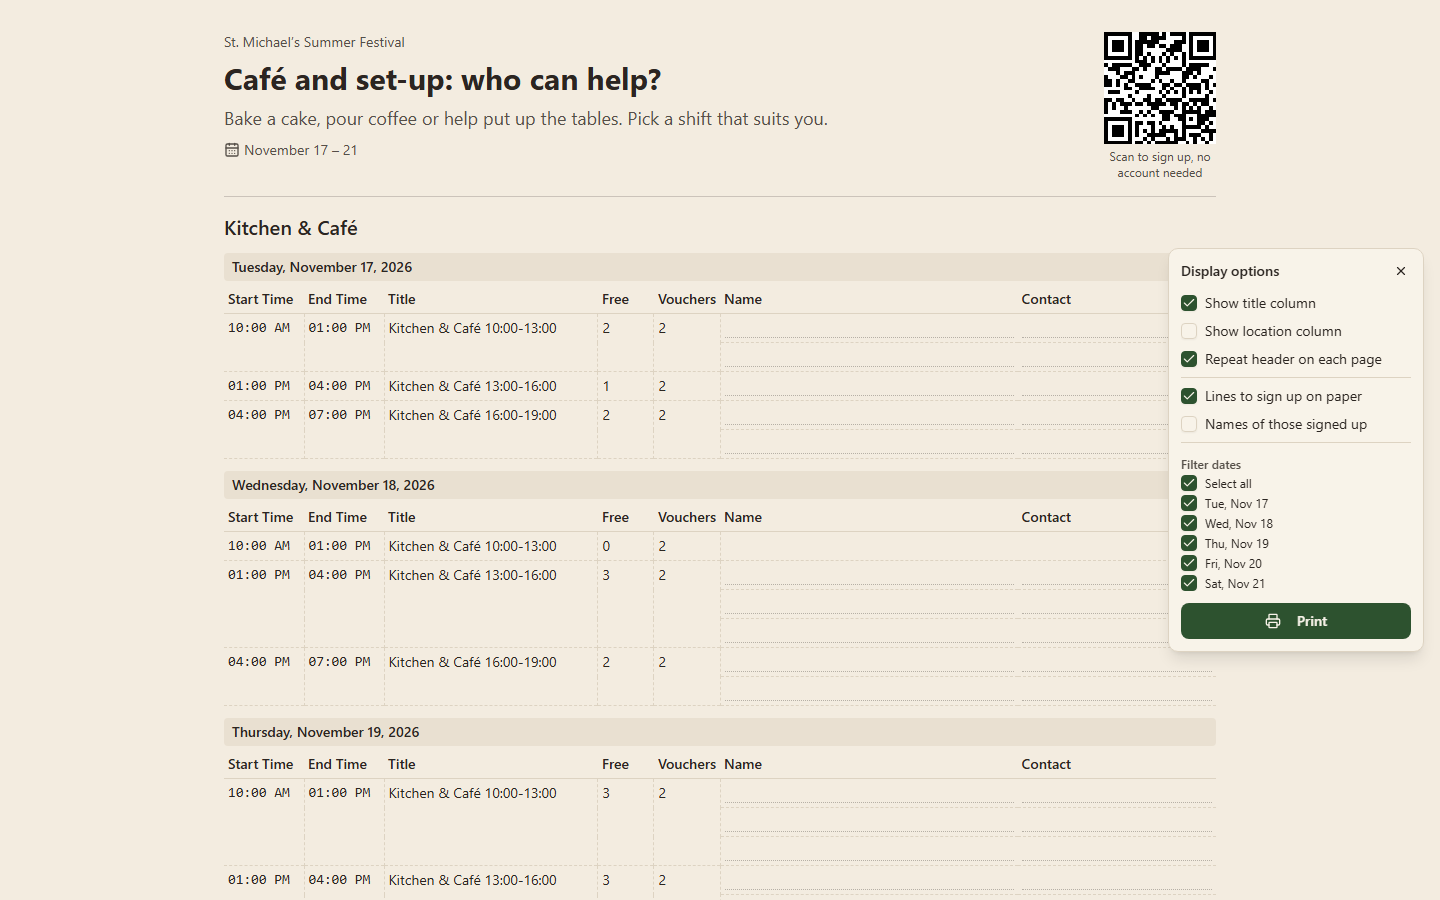 St. Michael's Summer Festival
Café and set-up: who can help?
Bake a cake, pour coffee or help put up the tables. Pick a shift that suits you.
November 17 – 21
Scan to sign up, no
account needed
Kitchen & Café
Tuesday, November 17, 2026
Start Time End Time Title Free Vouchers Name Contact
10:00 AM 01:00 PM Kitchen & Café 10:00-13:00 2 2
01:00 PM 04:00 PM Kitchen & Café 13:00-16:00 1 2
04:00 PM 07:00 PM Kitchen & Café 16:00-19:00 2 2
Wednesday, November 18, 2026
Start Time End Time Title Free Vouchers Name Contact
10:00 AM 01:00 PM Kitchen & Café 10:00-13:00 0 2
01:00 PM 04:00 PM Kitchen & Café 13:00-16:00 3 2
04:00 PM 07:00 PM Kitchen & Café 16:00-19:00 2 2
Thursday, November 19, 2026
Start Time End Time Title Free Vouchers Name Contact
10:00 AM 01:00 PM Kitchen & Café 10:00-13:00 3 2
01:00 PM 04:00 PM Kitchen & Café 13:00-16:00 3 2
Display options
Show title column
Show location column
Repeat header on each page
Lines to sign up on paper
Names of those signed up
Filter dates
Select all
Tue, Nov 17
Wed, Nov 18
Thu, Nov 19
Fri, Nov 20
Sat, Nov 21
Print